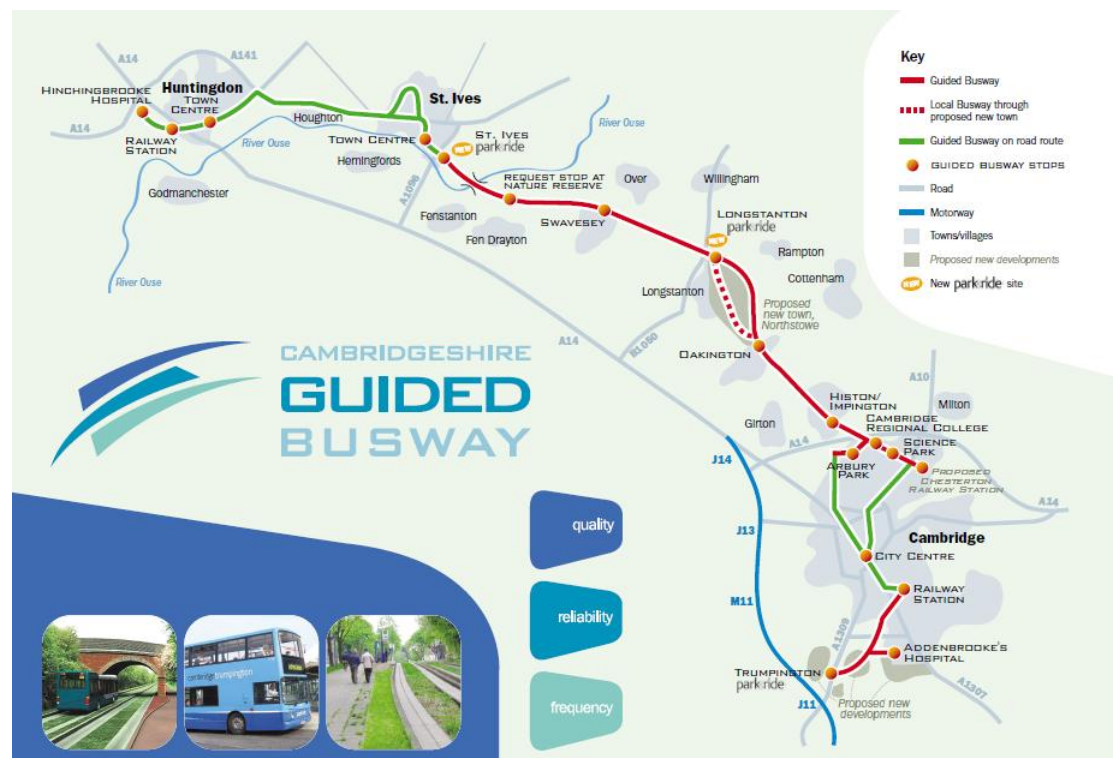 A14
A141
Huntingdon
HINCHINGBROOKE
HOSPITAL
TOWN
CENTRE
A14
RAILWAY
STATION
Houghton
St. Ives
River Ouse
TOWN CENTRE
ST. IVES
park&ride
River Ouse
Hemingfords
Godmanchester
A1096
REQUEST STOP AT
NATURE RESERVE
Over
Willingham
Fenstanton
SWAVESEY
Fen Drayton
LONGSTANTON
park&ride
Rampton
Cottenham
River Ouse
Longstanton
Proposed
new town,
Northstowe
A14
B1050
OAKINGTON
Key
Guided Busway
Local Busway through
proposed new town
Guided Busway on road route
GUIDED BUSWAY STOPS
Road
Motorway
Towns/villages
Proposed new developments
New park&ride site
CAMBRIDGESHIRE
GUIDED
BUSWAY
A10
HISTON/
IMPINGTON
Milton
Girton
CAMBRIDGE
REGIONAL COLLEGE
A14
SCIENCE
PARK
J14
ARBURY
PARK
PROPOSED
CHESTERTON
RAILWAY STATION
A14
J13
Cambridge
CITY CENTRE
M11
RAILWAY
STATION
A1309
ADDENBROOKE'S
HOSPITAL
TRUMPINGTON
park&ride
A1307
J11
Proposed new
developments
quality
reliability
frequency